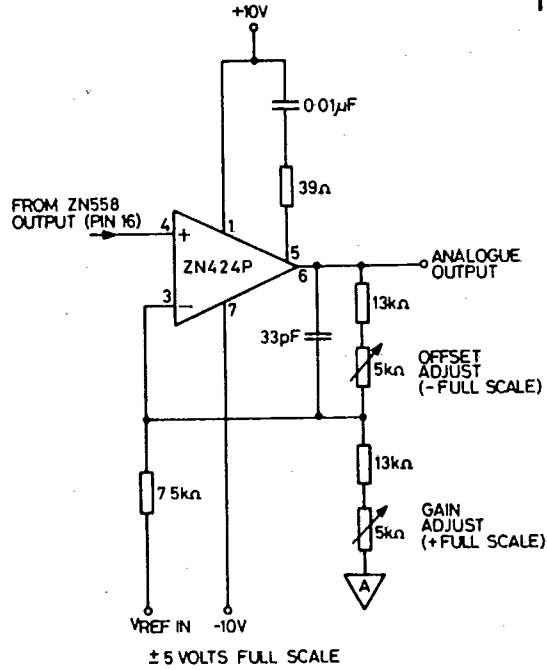 +10V
0·01µF
39Ω
FROM ZN558
OUTPUT (PIN 16)
4
+
1
5
ZN424P
6
ANALOGUE
OUTPUT
3
−
7
13kΩ
33pF
5kΩ
OFFSET
ADJUST
(−FULL SCALE)
7 5kΩ
13kΩ
5kΩ
GAIN
ADJUST
(+FULL SCALE)
A
VREF IN
-10V
± 5 VOLTS FULL SCALE